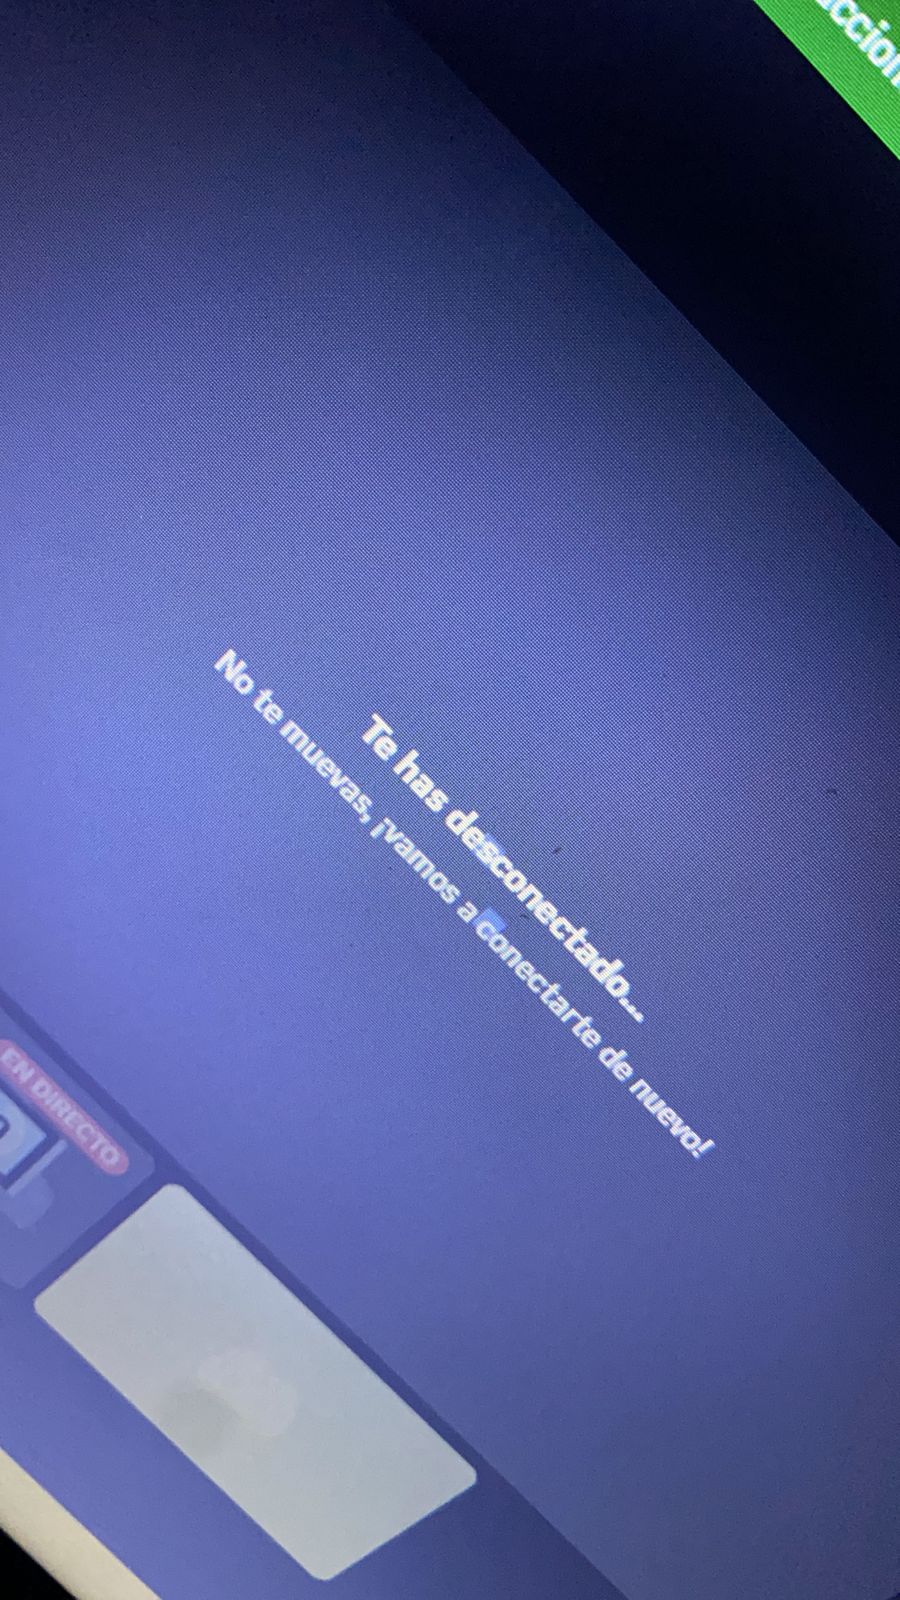 Te has desconectado...
No te muevas, ¡vamos a conectarte de nuevo!
EN DIRECTO